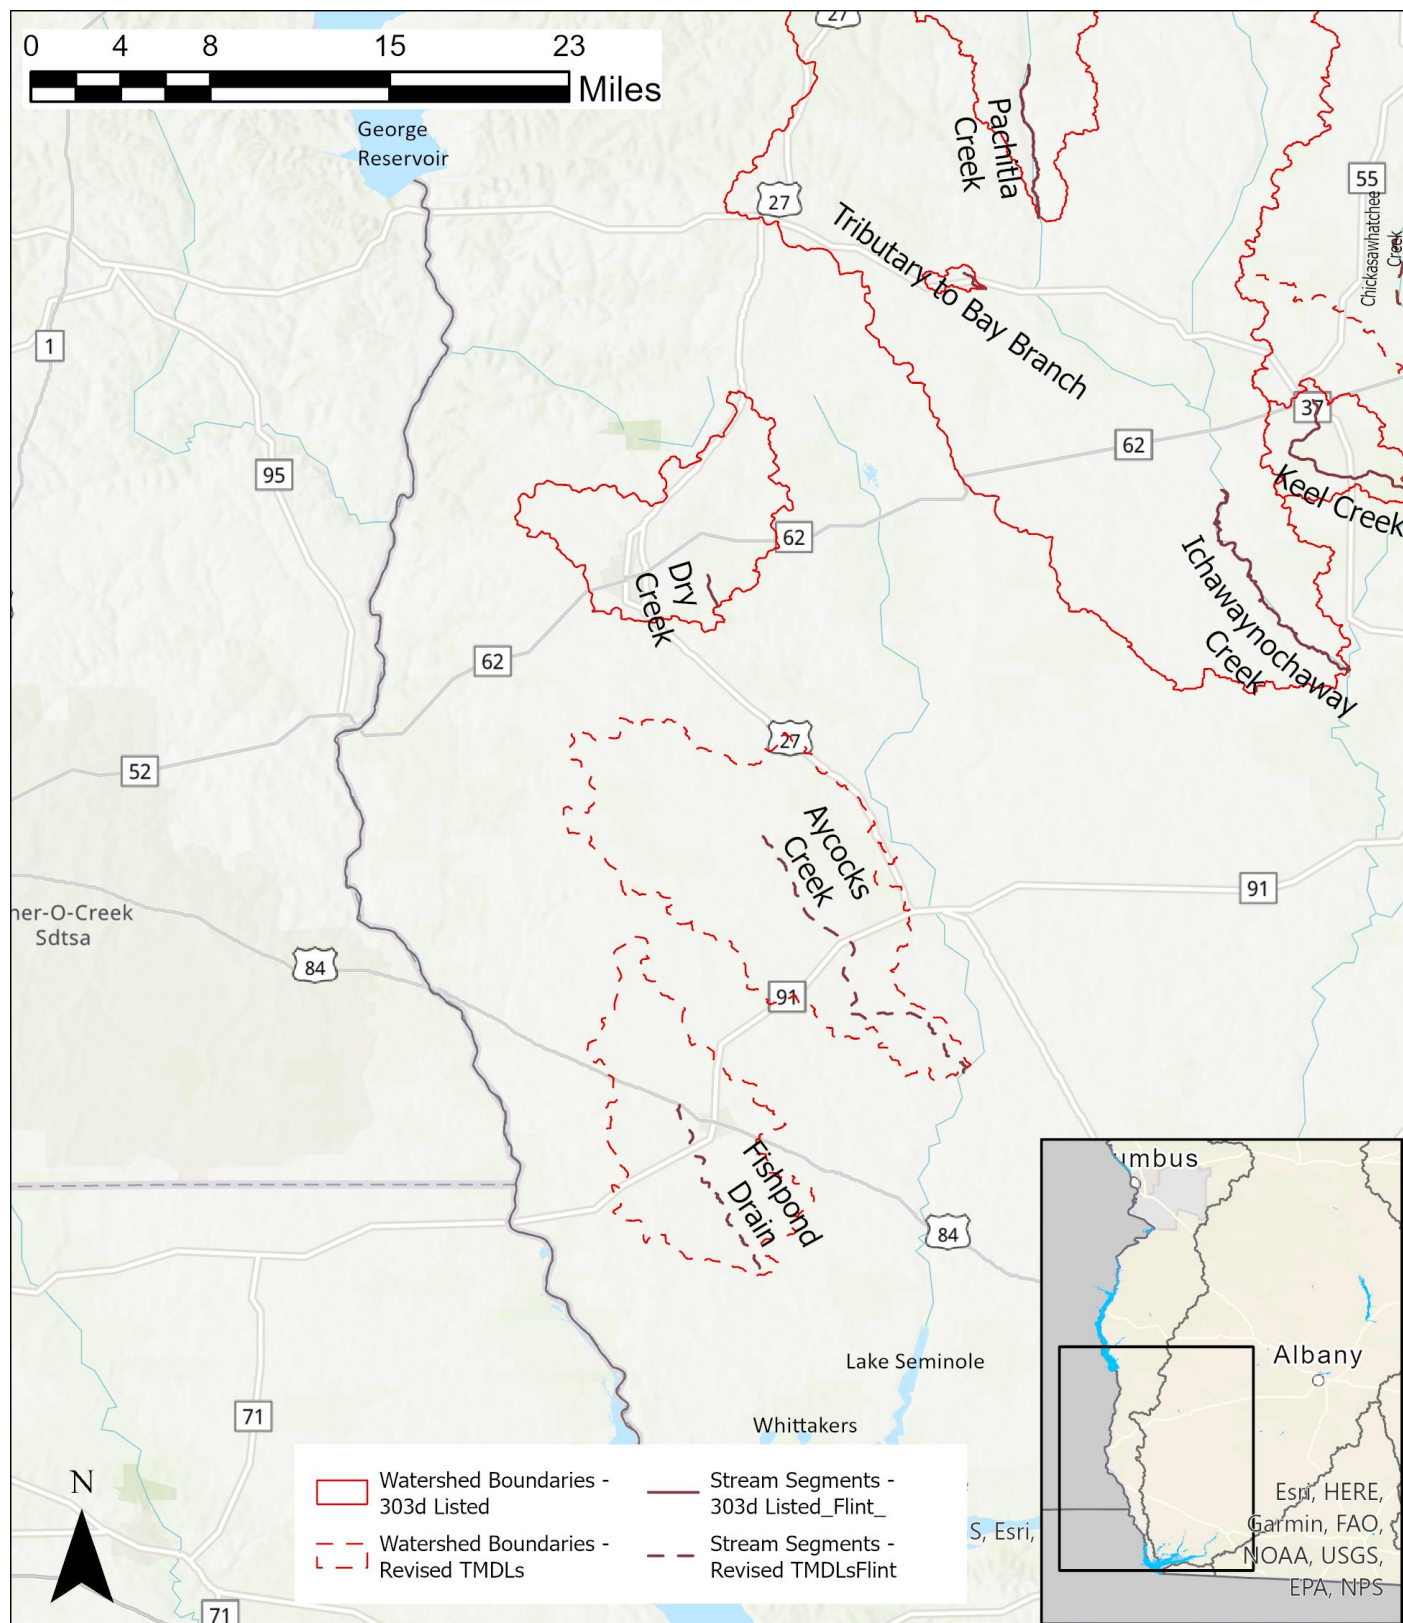 0 4 8 15 23
Miles
27
George
Reservoir
Pachitla
Creek
27
55
Chickasawhatchee
Creek
Tributary to Bay Branch
1
37
62
95
Keel Creek
62
Dry
Creek
Ichawaynochaway
Creek
62
27
52
Aycocks
Creek
91
ner-O-Creek
Sdtsa
84
91
Fishpond
Drain
84
umbus
Albany
Lake Seminole
71
Whittakers
N
Watershed Boundaries -
303d Listed
Watershed Boundaries -
Revised TMDLs
Stream Segments -
303d Listed_Flint_
Stream Segments -
Revised TMDLsFlint
S, Esri,
Esri, HERE,
Garmin, FAO,
NOAA, USGS,
EPA, NPS
71